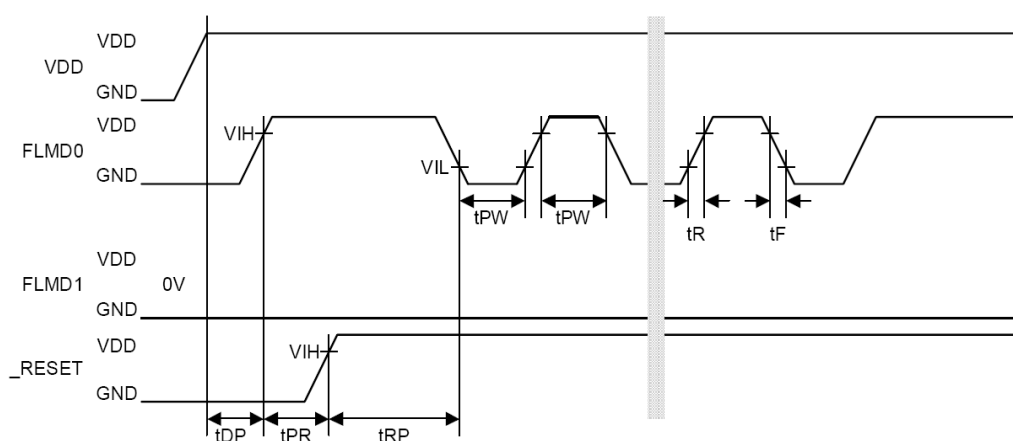 VDD
VDD
GND
VDD
VIH
FLMD0
VIL
GND
tPW
tPW
tR
tF
VDD
FLMD1
0V
GND
VDD
VIH
_RESET
GND
tDP
tPR
tRP